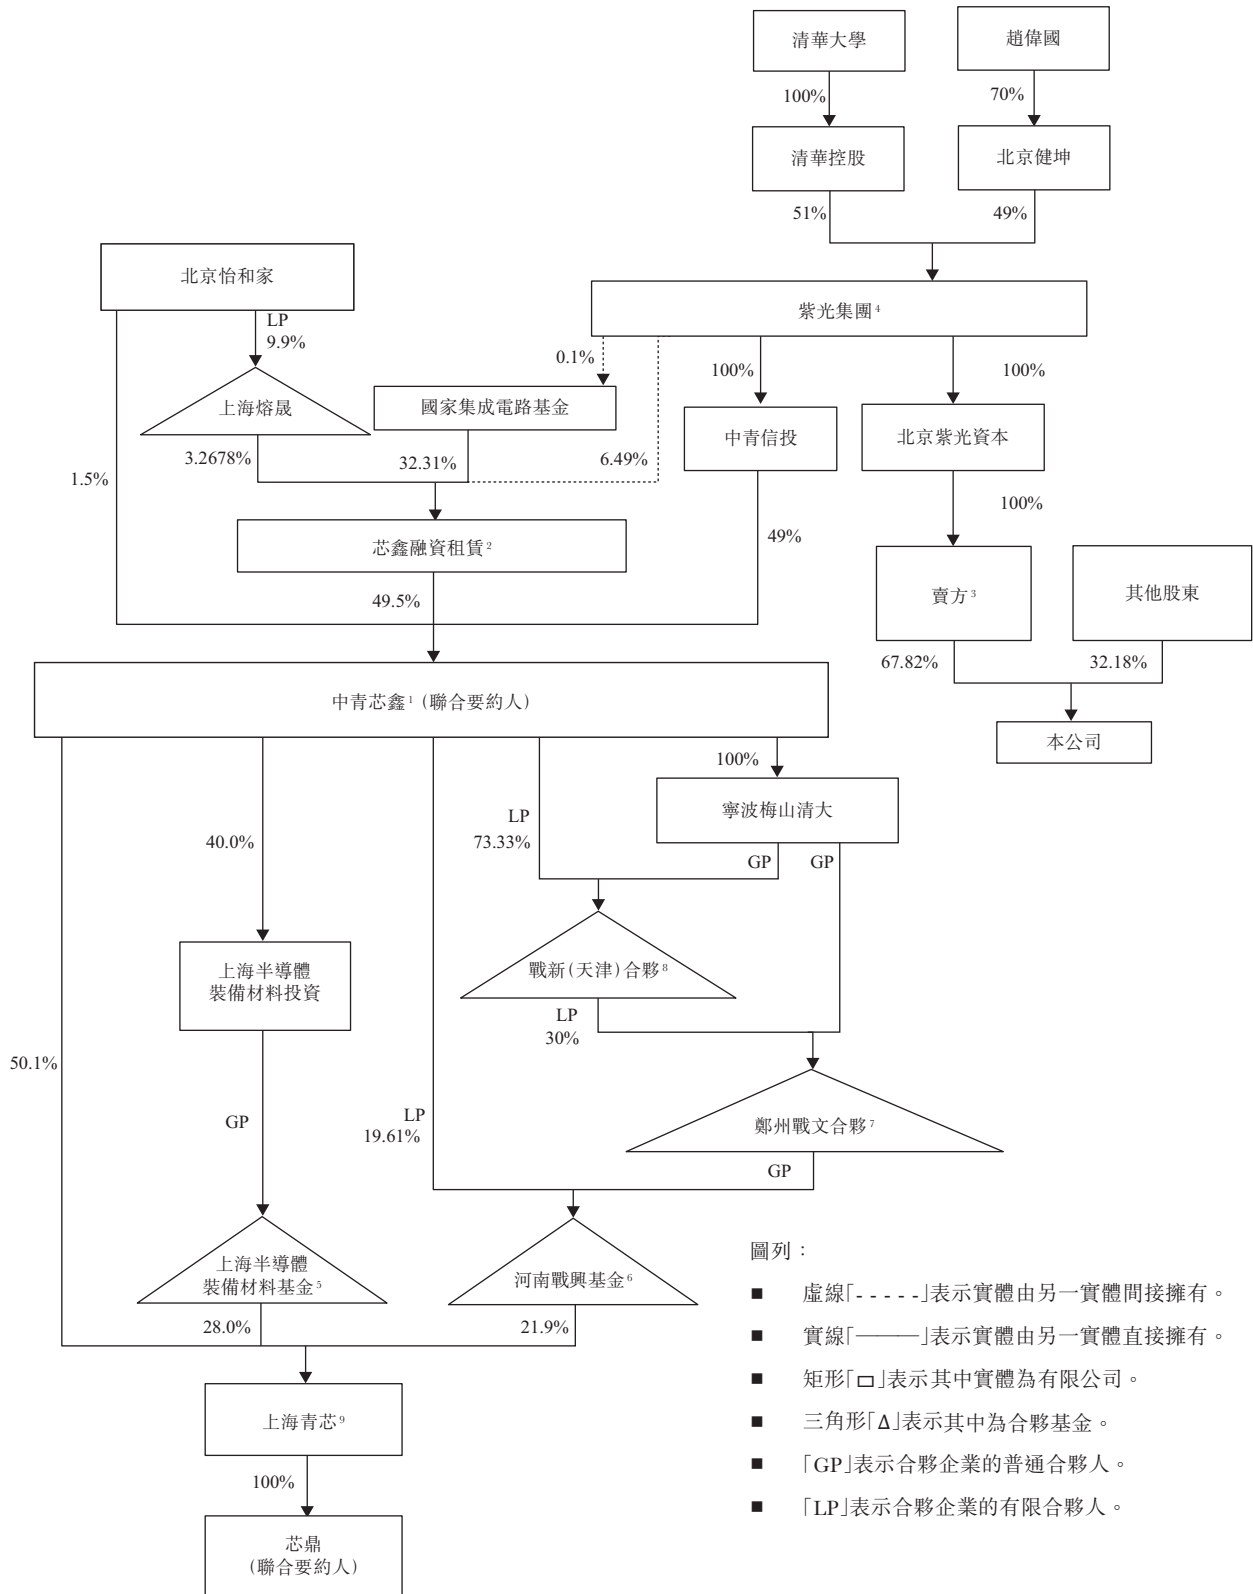 清華大學
趙偉國
100%
70%
清華控股
北京健坤
51%
49%
北京怡和家
紫光集團4
LP
9.9%
0.1%
100%
100%
上海熔晟
國家集成電路基金
中青信投
北京紫光資本
3.2678%
32.31%
6.49%
1.5%
100%
芯鑫融資租賃2
49%
賣方3
其他股東
49.5%
67.82%
32.18%
中青芯鑫1 (聯合要約人)
本公司
100%
寧波梅山清大
LP
73.33%
40.0%
GP
GP
上海半導體
裝備材料投資
戰新(天津)合夥8
LP
30%
50.1%
GP
LP
19.61%
鄭州戰文合夥7
GP
上海半導體
裝備材料基金5
河南戰興基金6
28.0%
21.9%
上海青芯9
100%
芯鼎
(聯合要約人)
圖列：
■ 虛線「- - - - -」表示實體由另一實體間接擁有。
■ 實線「———」表示實體由另一實體直接擁有。
■ 矩形「□」表示其中實體為有限公司。
■ 三角形「Δ」表示其中為合夥基金。
■ 「GP」表示合夥企業的普通合夥人。
■ 「LP」表示合夥企業的有限合夥人。